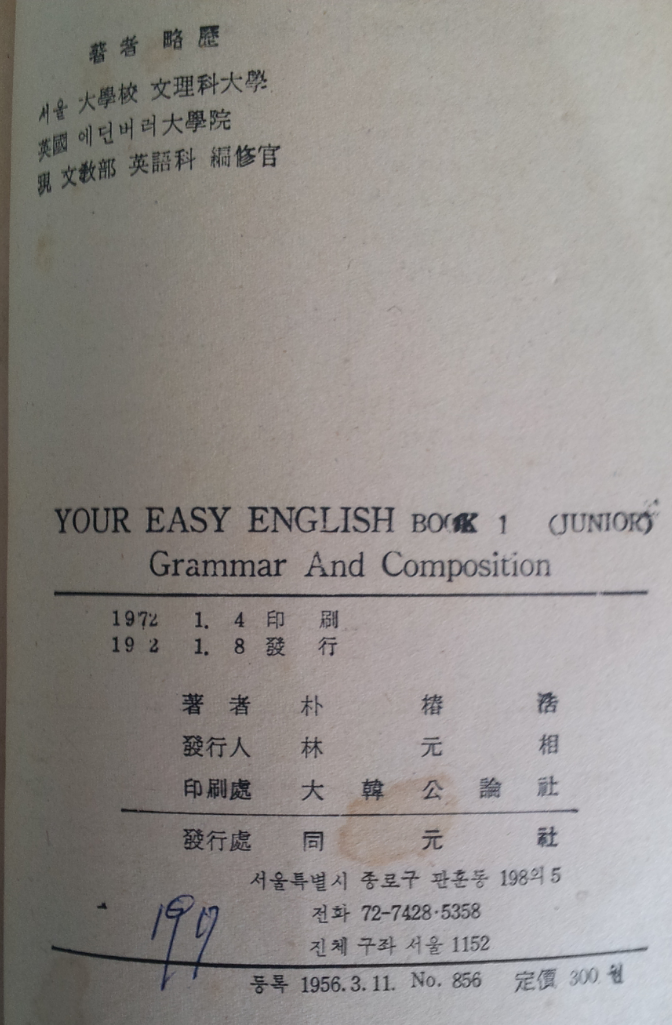 著者 略歷
서울 大學校 文理科大學
英國 에딘버러大學院
現 文敎部 英語科 編修官
YOUR EASY ENGLISH BOOK 1 (JUNIOR)
Grammar And Composition
1972 1. 4 印 刷
19 2 1. 8 發 行
著 者 朴 椿 浩
發行人 林 元 相
印刷處 大 韓 公 論 社
發行處 同 元 社
서울특별시 종로구 관훈동 198의 5
전화 72-7428·5358
진체 구좌 서울 1152
등록 1956.3.11. No. 856 定價 300 원